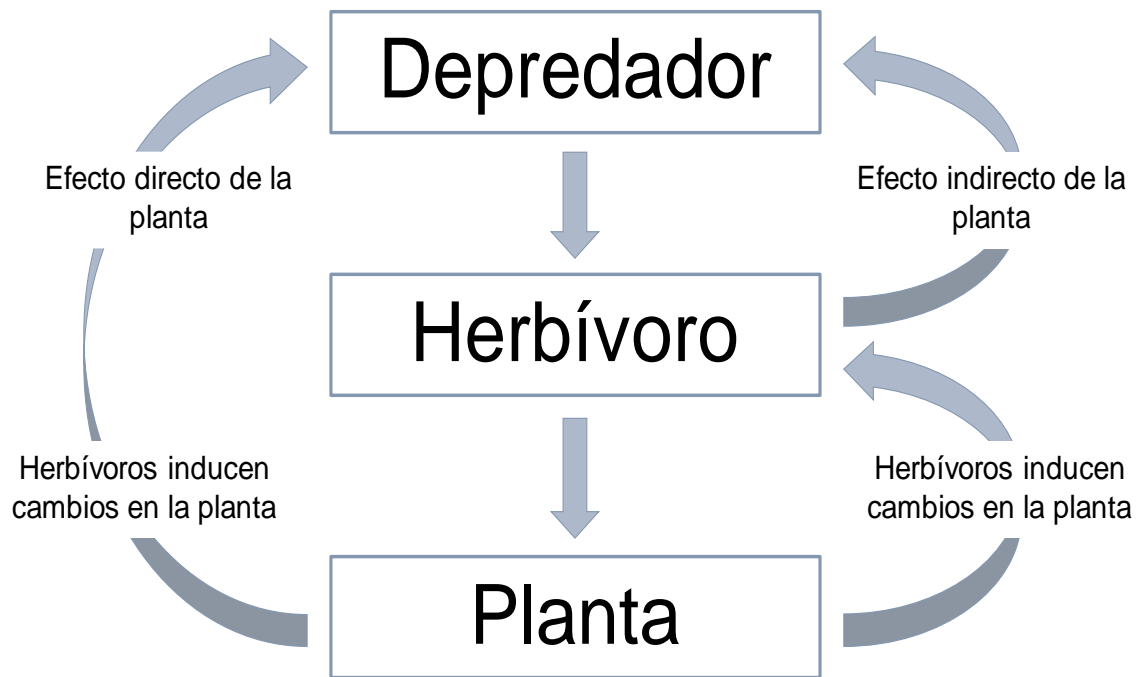 Depredador
Efecto directo de la
planta
Efecto indirecto de la
planta
Herbívoro
Herbívoros inducen
cambios en la planta
Herbívoros inducen
cambios en la planta
Planta